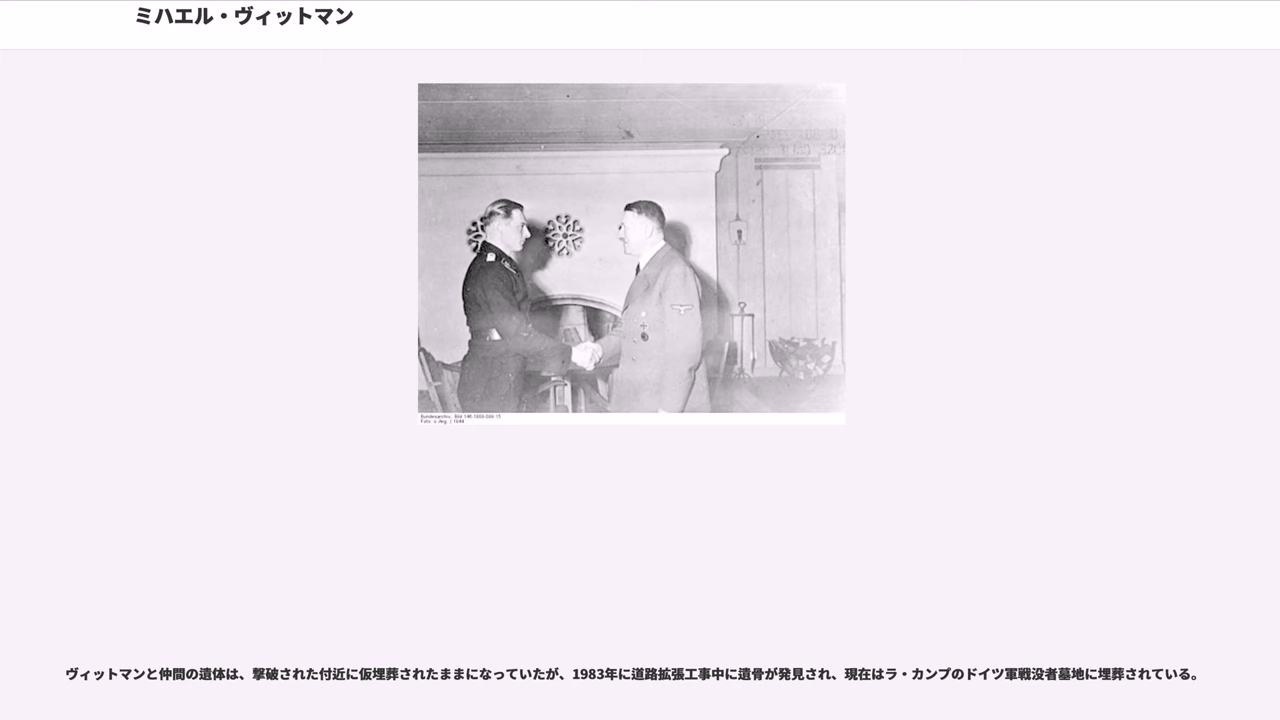 ミハエル・ヴィットマン
Foto: o.Ang. | 1944
ヴィットマンと仲間の遺体は、撃破された付近に仮埋葬されたままになっていたが、1983年に道路拡張工事中に遺骨が発見され、現在はラ・カンプのドイツ軍戦没者墓地に埋葬されている。